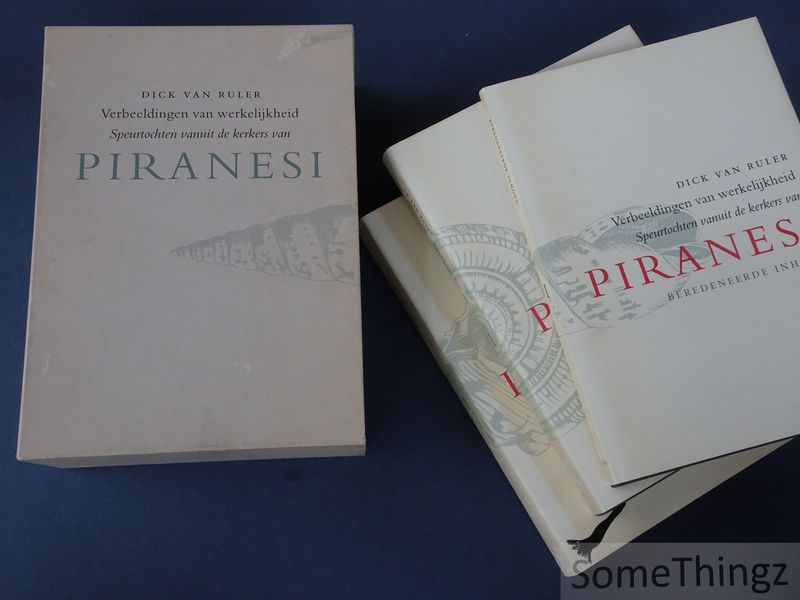 DICK VAN RULER
Verbeeldingen van werkelijkheid
Speurtochten vanuit de kerkers van
PIRANESI
DICK VAN RULER
Verbeeldingen van werkelijkheid
Speurtochten vanuit de kerkers van
PIRANES
BEREDENEERDE INH
P
I
SomeThingz